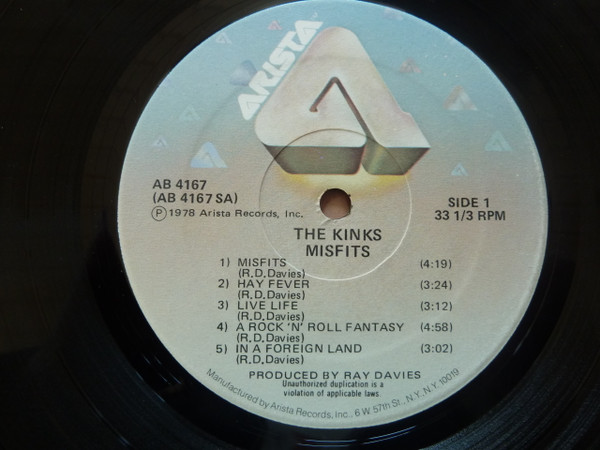 ARISTA
AB 4167
(AB 4167 SA)
Ⓟ 1978 Arista Records, Inc.
SIDE 1
33 1/3 RPM
THE KINKS
MISFITS
1) MISFITS (4:19)
(R.D.Davies)
2) HAY FEVER (3:24)
(R.D.Davies)
3) LIVE LIFE (3:12)
(R.D.Davies)
4) A ROCK 'N' ROLL FANTASY (4:58)
(R.D.Davies)
5) IN A FOREIGN LAND (3:02)
(R.D.Davies)
PRODUCED BY RAY DAVIES
Unauthorized duplication is a
violation of applicable laws.
Manufactured by Arista Records, inc., 6 W. 57th St., N.Y., N.Y. 10019